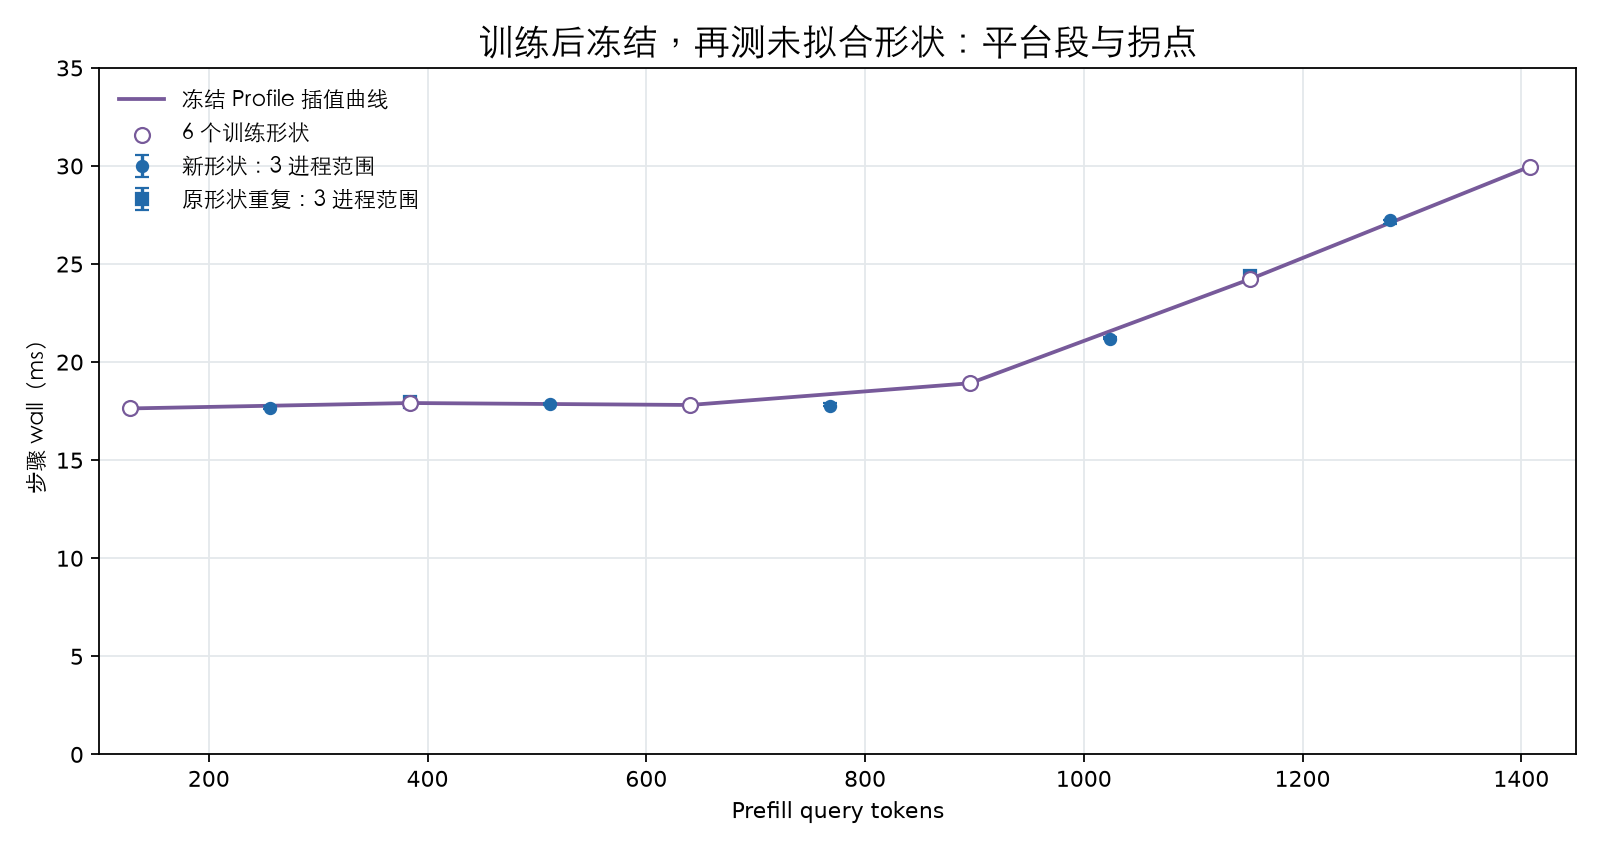 训练后冻结，再测未拟合形状：平台段与拐点
35
30
25
20
15
10
5
0
步骤 wall（ms）
冻结 Profile 插值曲线
6 个训练形状
新形状：3 进程范围
原形状重复：3 进程范围
200 400 600 800 1000 1200 1400
Prefill query tokens